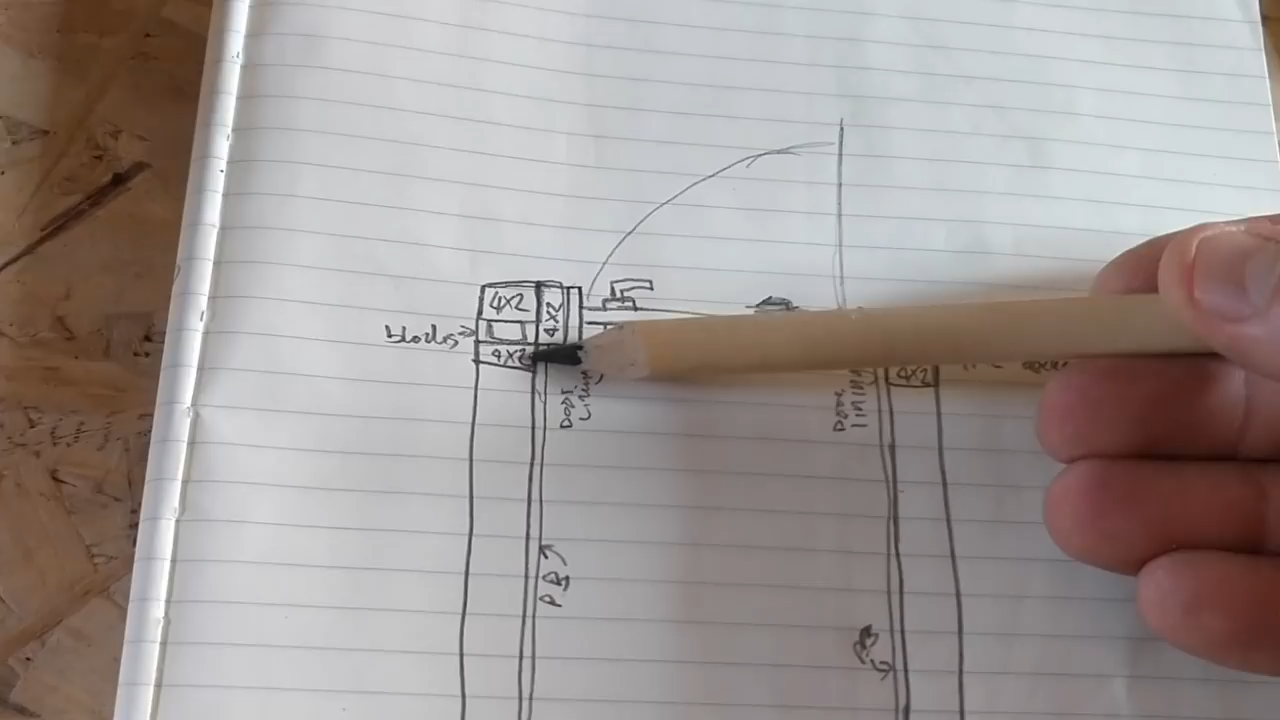 4x2
4x2
blocks
4x2
Door
Lining
Door
lining
4x2
P.B
PB